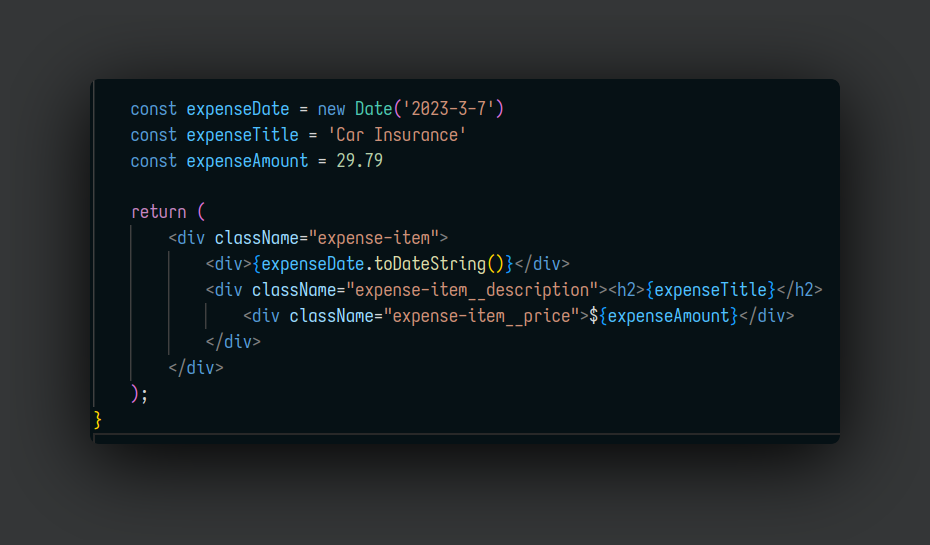 const expenseDate = new Date('2023-3-7')
const expenseTitle = 'Car Insurance'
const expenseAmount = 29.79
return (
<div className="expense-item">
<div>{expenseDate.toDateString()}</div>
<div className="expense-item__description"><h2>{expenseTitle}</h2>
<div className="expense-item__price">${expenseAmount}</div>
</div>
</div>
);
}